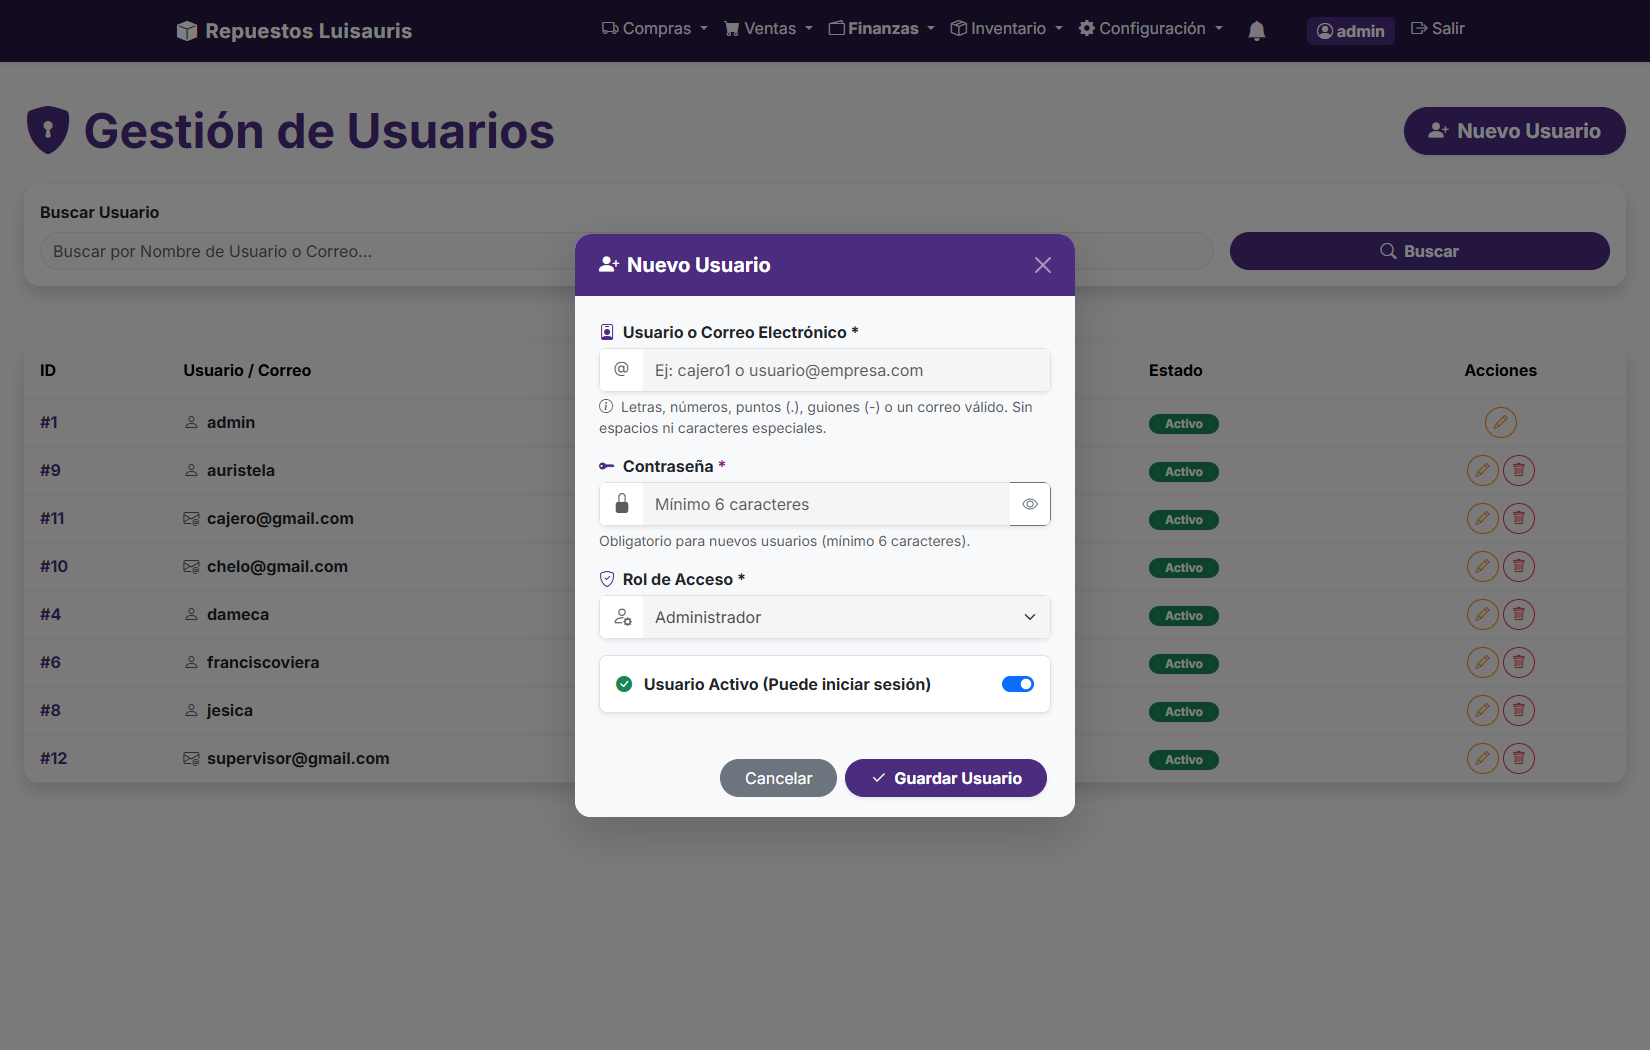 Repuestos Luisauris
Compras
Ventas
Finanzas
Inventario
Configuración
admin
Salir
Gestión de Usuarios
Nuevo Usuario
Buscar Usuario
Buscar por Nombre de Usuario o Correo...
Buscar
ID
Usuario / Correo
Estado
Acciones
#1
admin
Activo
#9
auristela
Activo
#11
cajero@gmail.com
Activo
#10
chelo@gmail.com
Activo
#4
dameca
Activo
#6
franciscoviera
Activo
#8
jesica
Activo
#12
supervisor@gmail.com
Activo
Nuevo Usuario
Usuario o Correo Electrónico *
@
Ej: cajero1 o usuario@empresa.com
Letras, números, puntos (.), guiones (-) o un correo válido. Sin
espacios ni caracteres especiales.
Contraseña *
Mínimo 6 caracteres
Obligatorio para nuevos usuarios (mínimo 6 caracteres).
Rol de Acceso *
Administrador
Usuario Activo (Puede iniciar sesión)
Cancelar
Guardar Usuario